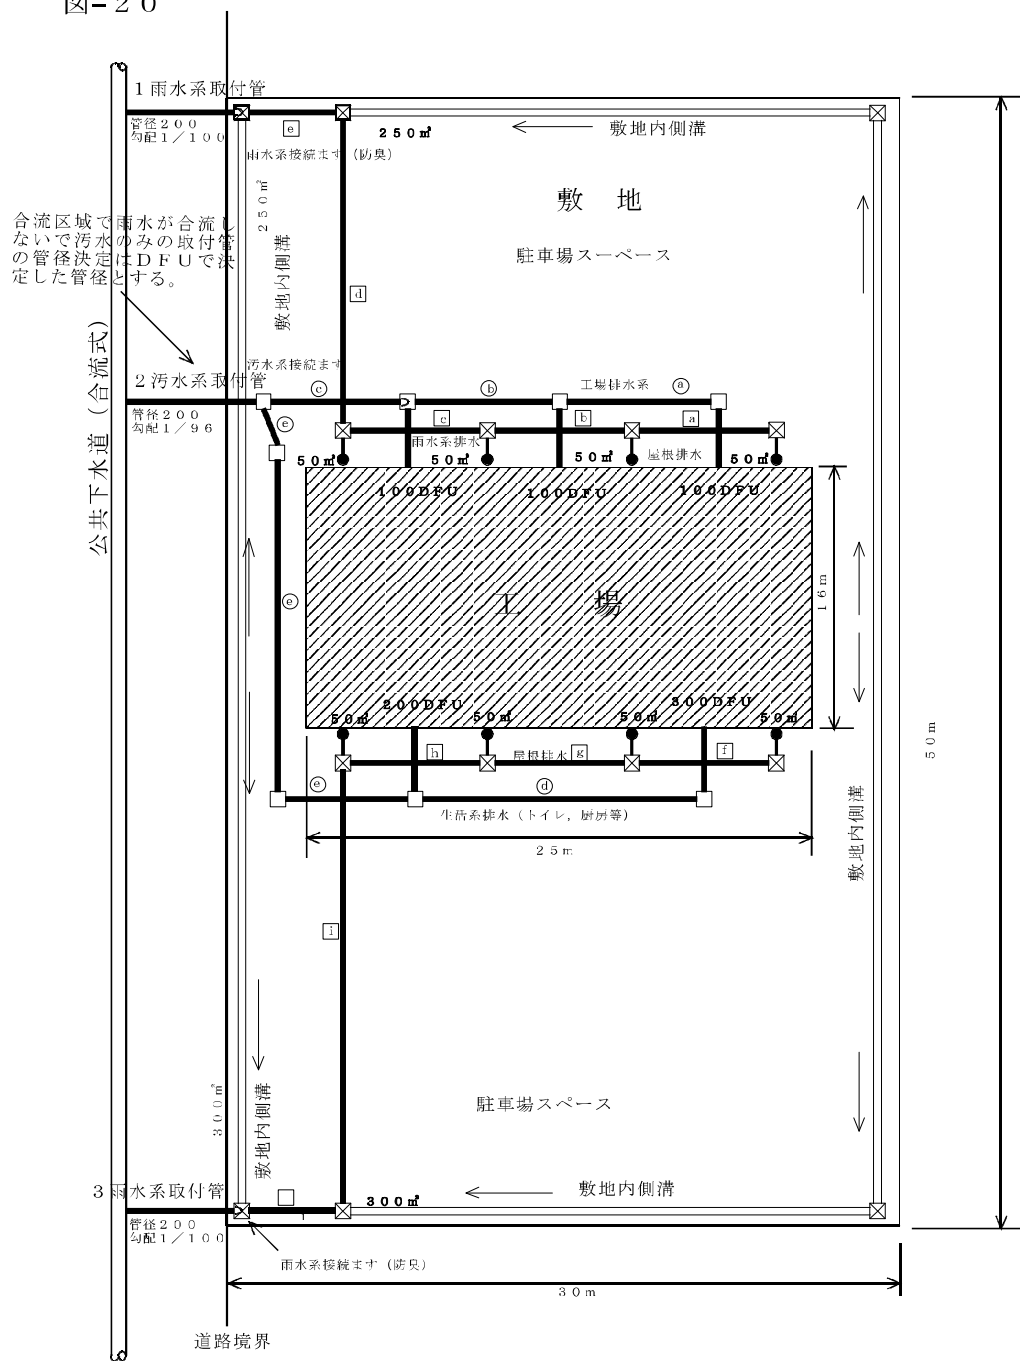 図-20
1雨水系取付管
管径200
勾配1/100
e
250㎡
敷地内側溝
雨水系接続ます(防臭)
250㎡
敷 地
合流区域で雨水が合流し
ないで汚水のみの取付管
の管径決定はDFUで決
定した管径とする。
駐車場スーペース
敷地内側溝
d
公共下水道(合流式)
汚水系接続ます
2汚水系取付管
c
b
工場排水系
a
管径200
勾配1/96
e
c
b
a
雨水系排水
屋根排水
50㎡
50㎡
50㎡
50㎡
100DFU
100DFU
100DFU
e
工 場
16m
200DFU
300DFU
50㎡
50㎡
50㎡
50㎡
h
屋根排水
g
f
50m
e
d
生活系排水(トイレ,厨房等)
25m
敷地内側溝
i
300㎡
敷地内側溝
駐車場スペース
3雨水系取付管
300㎡
敷地内側溝
管径200
勾配1/100
雨水系接続ます(防臭)
30m
道路境界